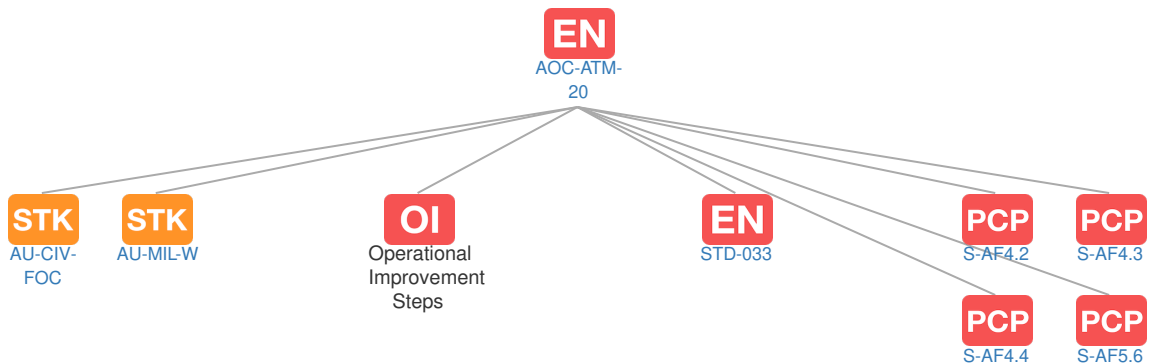 EN
AOC-ATM-
20
STK
AU-CIV-
FOC
STK
AU-MIL-W
OI
Operational
Improvement
Steps
EN
STD-033
PCP
S-AF4.2
PCP
S-AF4.3
PCP
S-AF4.4
PCP
S-AF5.6